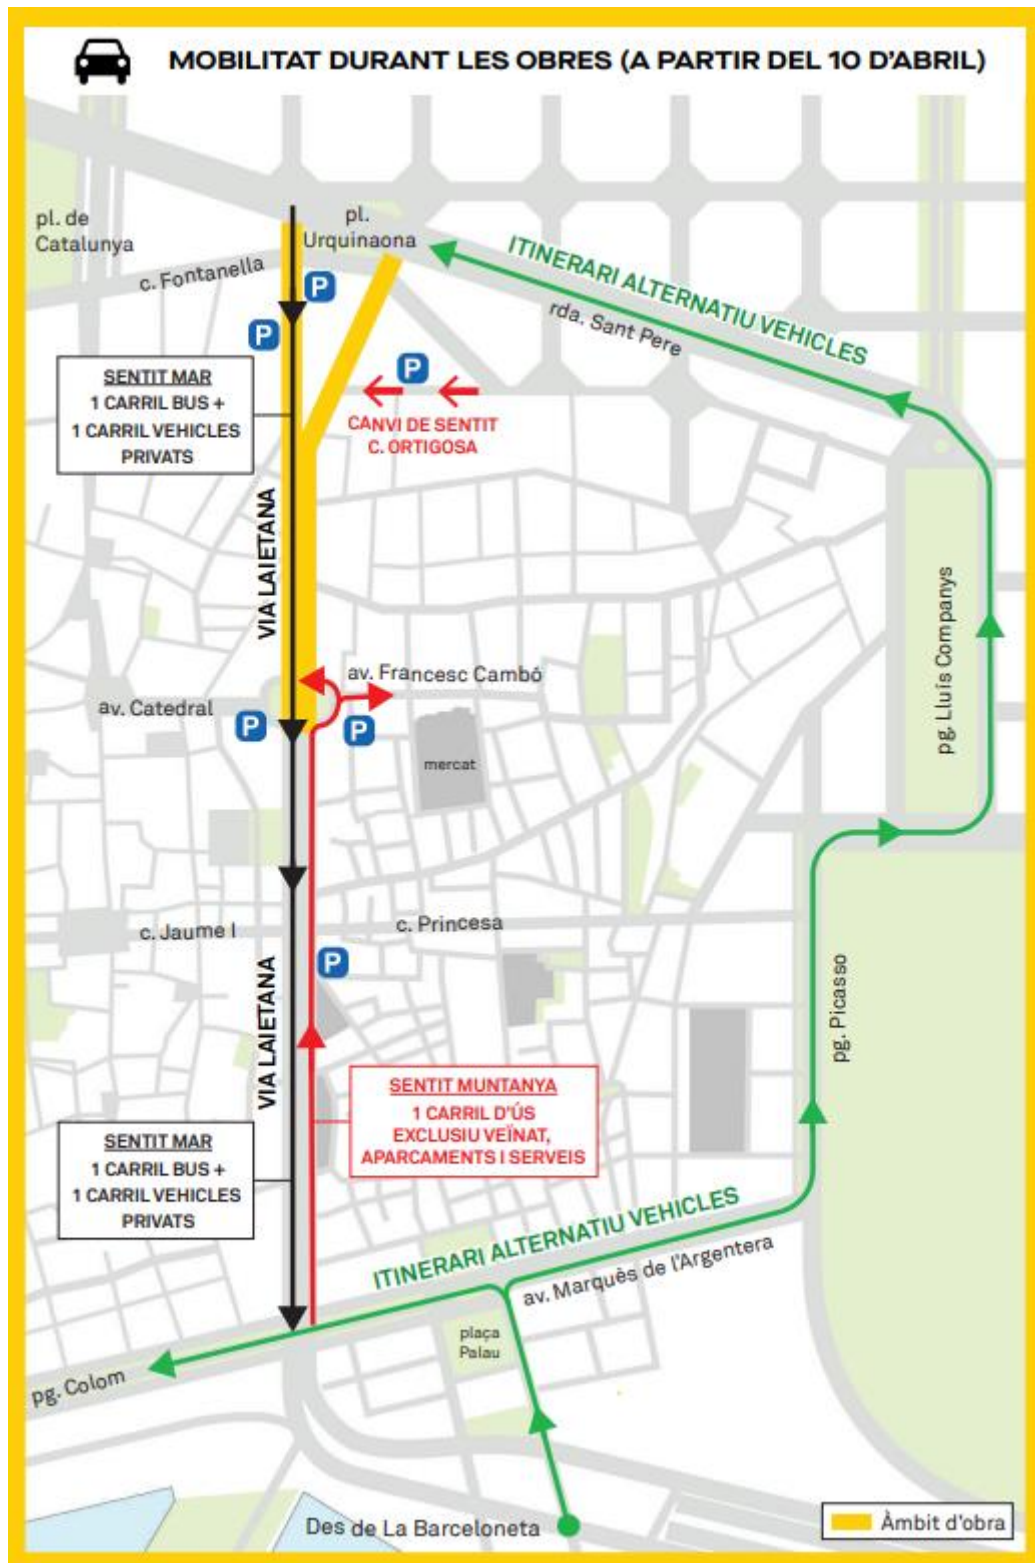 MOBILITAT DURANT LES OBRES (A PARTIR DEL 10 D'ABRIL)
pl. de
Catalunya
pl.
Urquinaona
c. Fontanella
ITINERARI ALTERNATIU VEHICLES
rda. Sant Pere
P
P
P
SENTIT MAR
1 CARRIL BUS +
1 CARRIL VEHICLES
PRIVATS
CANVI DE SENTIT
C. ORTIGOSA
VIA LAIETANA
pg. Lluís Companys
av. Francesc Cambó
av. Catedral
P
P
mercat
c. Jaume I
c. Princesa
P
VIA LAIETANA
pg. Picasso
SENTIT MUNTANYA
1 CARRIL D'ÚS
EXCLUSIU VEÏNAT,
APARCAMENTS I SERVEIS
SENTIT MAR
1 CARRIL BUS +
1 CARRIL VEHICLES
PRIVATS
ITINERARI ALTERNATIU VEHICLES
av. Marquès de l'Argentera
plaça
Palau
pg. Colom
Des de La Barceloneta
Àmbit d'obra